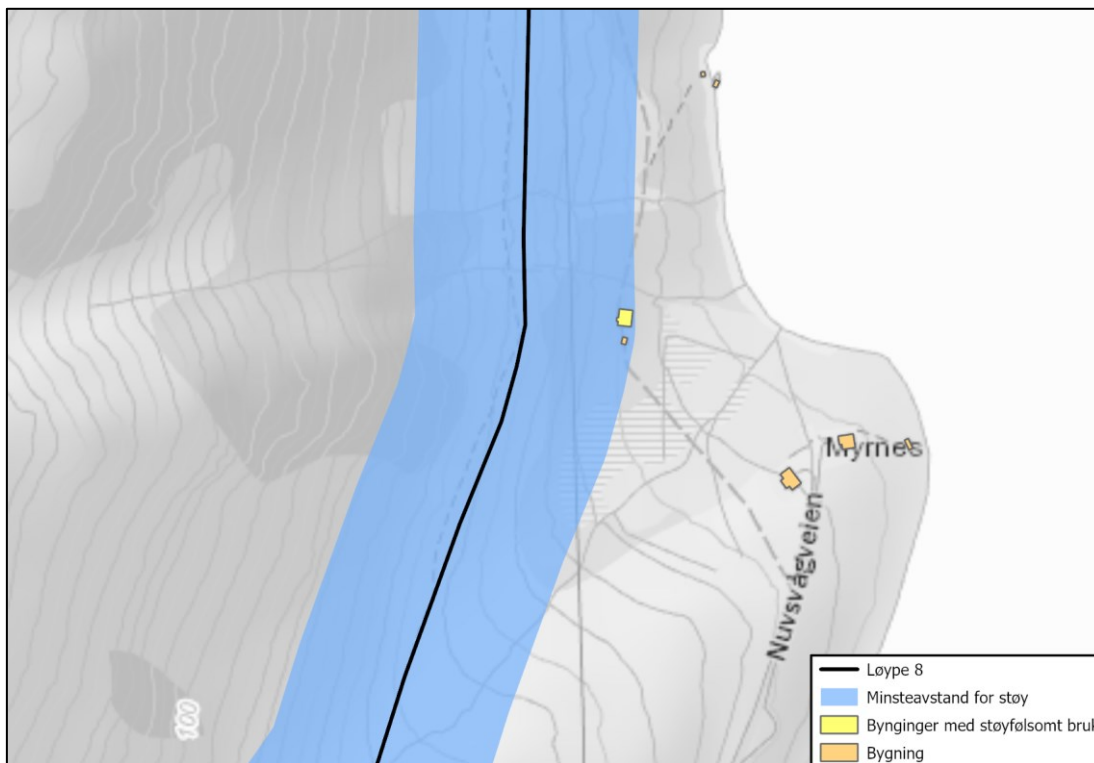 Myrnes
Nuvsvågveien
100
Løype 8
Minsteavstand for støy
Bynginger med støyfølsomt bruk
Bygning